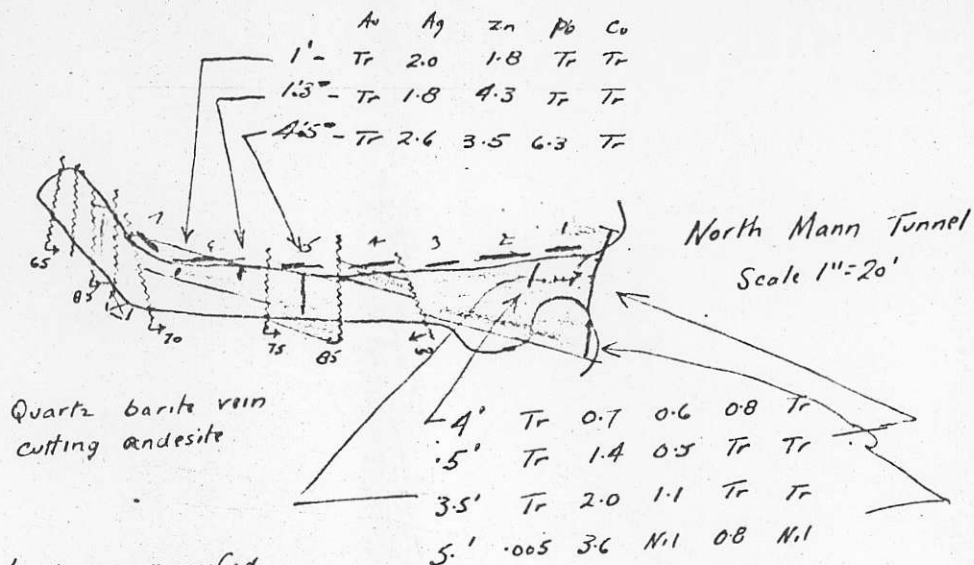 Au Ag Zn Pb Cu
1' - Tr 2.0 1.8 Tr Tr
1.3" - Tr 1.8 4.3 Tr Tr
4.5" - Tr 2.6 3.5 6.3 Tr
7 6 5 4 3 2 1
North Mann Tunnel
Scale 1"=20'
65
85
70
75
85
60
Quartz barite vein
cutting andesite
4' Tr 0.7 0.6 0.8 Tr
.5' Tr 1.4 0.5 Tr Tr
3.5' Tr 2.0 1.1 Tr Tr
5.' .005 3.6 N.1 0.8 N.1